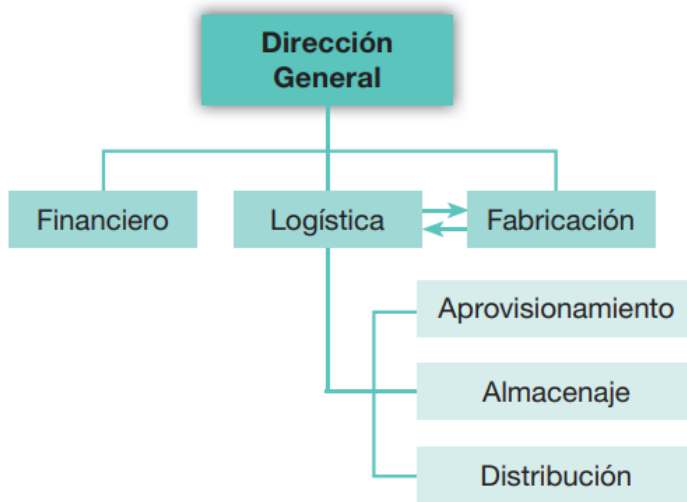 Dirección
General
Financiero
Logística
Fabricación
Aprovisionamiento
Almacenaje
Distribución